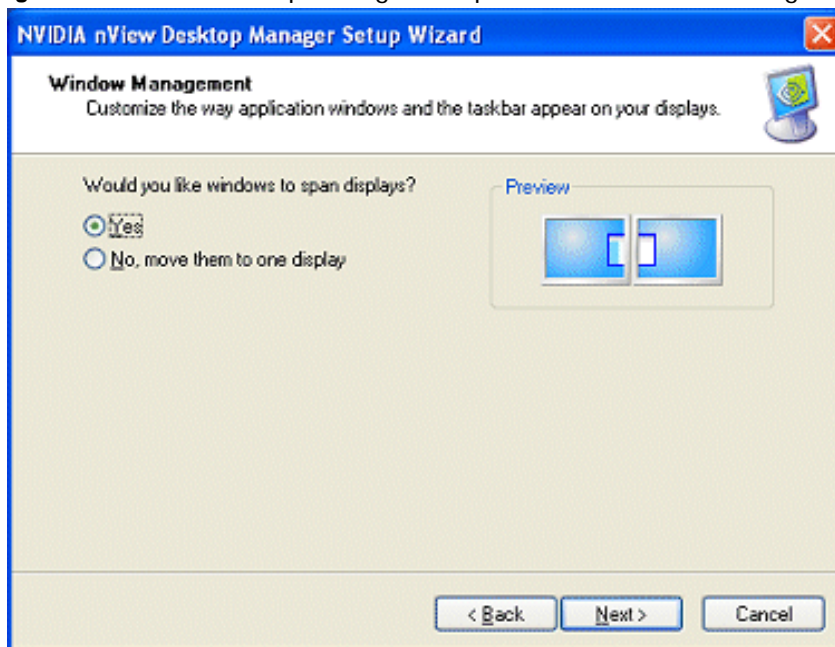 NVIDIA nView Desktop Manager Setup Wizard
Window Management
Customize the way application windows and the taskbar appear on your displays.
Would you like windows to span displays?
Preview
Yes
No, move them to one display
< Back
Next >
Cancel